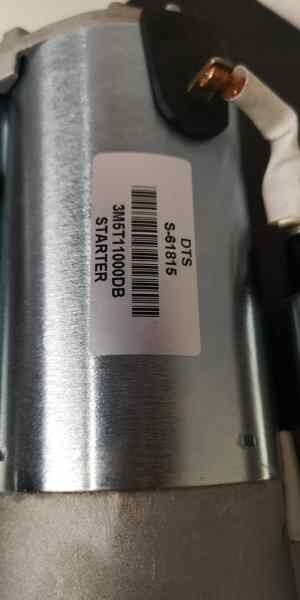 DTS
S-61815
3M5T11000DB
STARTER